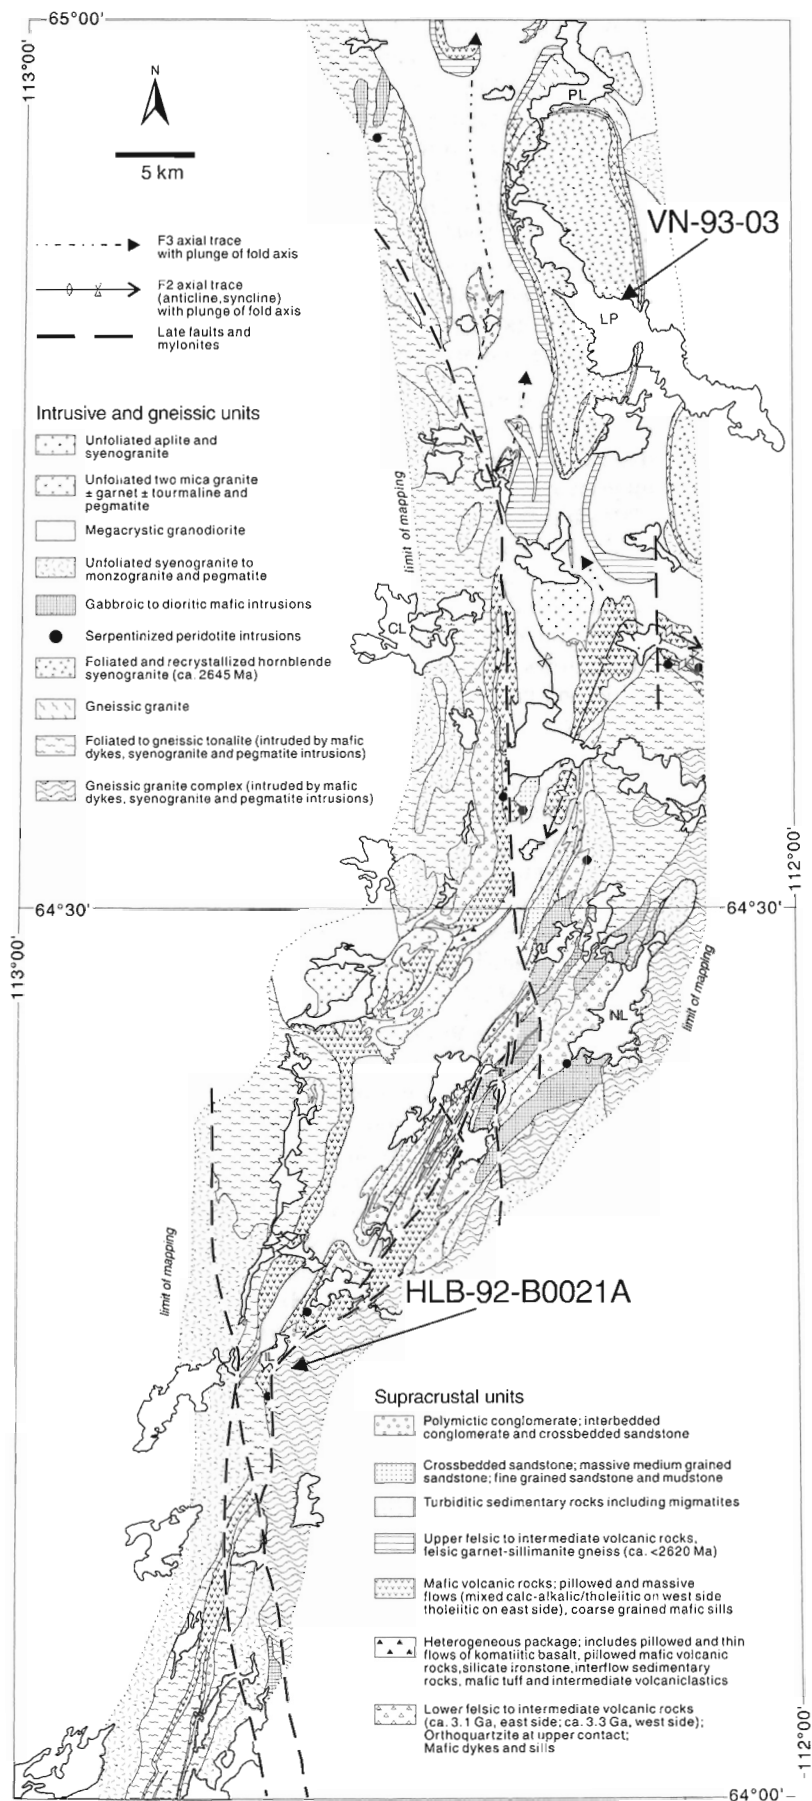 65°00'
113°00'
N
5 km
PL
VN-93-03
LP
F3 axial trace
with plunge of fold axis
F2 axial trace
(anticline, syncline)
with plunge of fold axis
Late faults and
mylonites
Intrusive and gneissic units
Unfoliated aplite and
syenogranite
Unfoliated two mica granite
± garnet ± tourmaline and
pegmatite
Megacrystic granodiorite
Unfoliated syenogranite to
monzogranite and pegmatite
Gabbroic to dioritic mafic intrusions
Serpentinized peridotite intrusions
Foliated and recrystallized hornblende
syenogranite (ca. 2645 Ma)
Gneissic granite
Foliated to gneissic tonalite (intruded by mafic
dykes, syenogranite and pegmatite intrusions)
Gneissic granite complex (intruded by mafic
dykes, syenogranite and pegmatite intrusions)
limit of mapping
CL
112°00'
64°30'
64°30'
113°00'
NL
limit of mapping
limit of mapping
HLB-92-B0021A
IL
Supracrustal units
Polymictic conglomerate; interbedded
conglomerate and crossbedded sandstone
Crossbedded sandstone; massive medium grained
sandstone; fine grained sandstone and mudstone
Turbiditic sedimentary rocks including migmatites
Upper felsic to intermediate volcanic rocks,
felsic garnet-sillimanite gneiss (ca. <2620 Ma)
Mafic volcanic rocks; pillowed and massive
flows (mixed calc-alkalic/tholeiitic on west side
tholeiitic on east side), coarse grained mafic sills
Heterogeneous package; includes pillowed and thin
flows of komatiitic basalt, pillowed mafic volcanic
rocks, silicate ironstone, interflow sedimentary
rocks, mafic tuff and intermediate volcaniclastics
Lower felsic to intermediate volcanic rocks
(ca. 3.1 Ga, east side; ca. 3.3 Ga, west side);
Orthoquartzite at upper contact;
Mafic dykes and sills
112°00'
64°00'